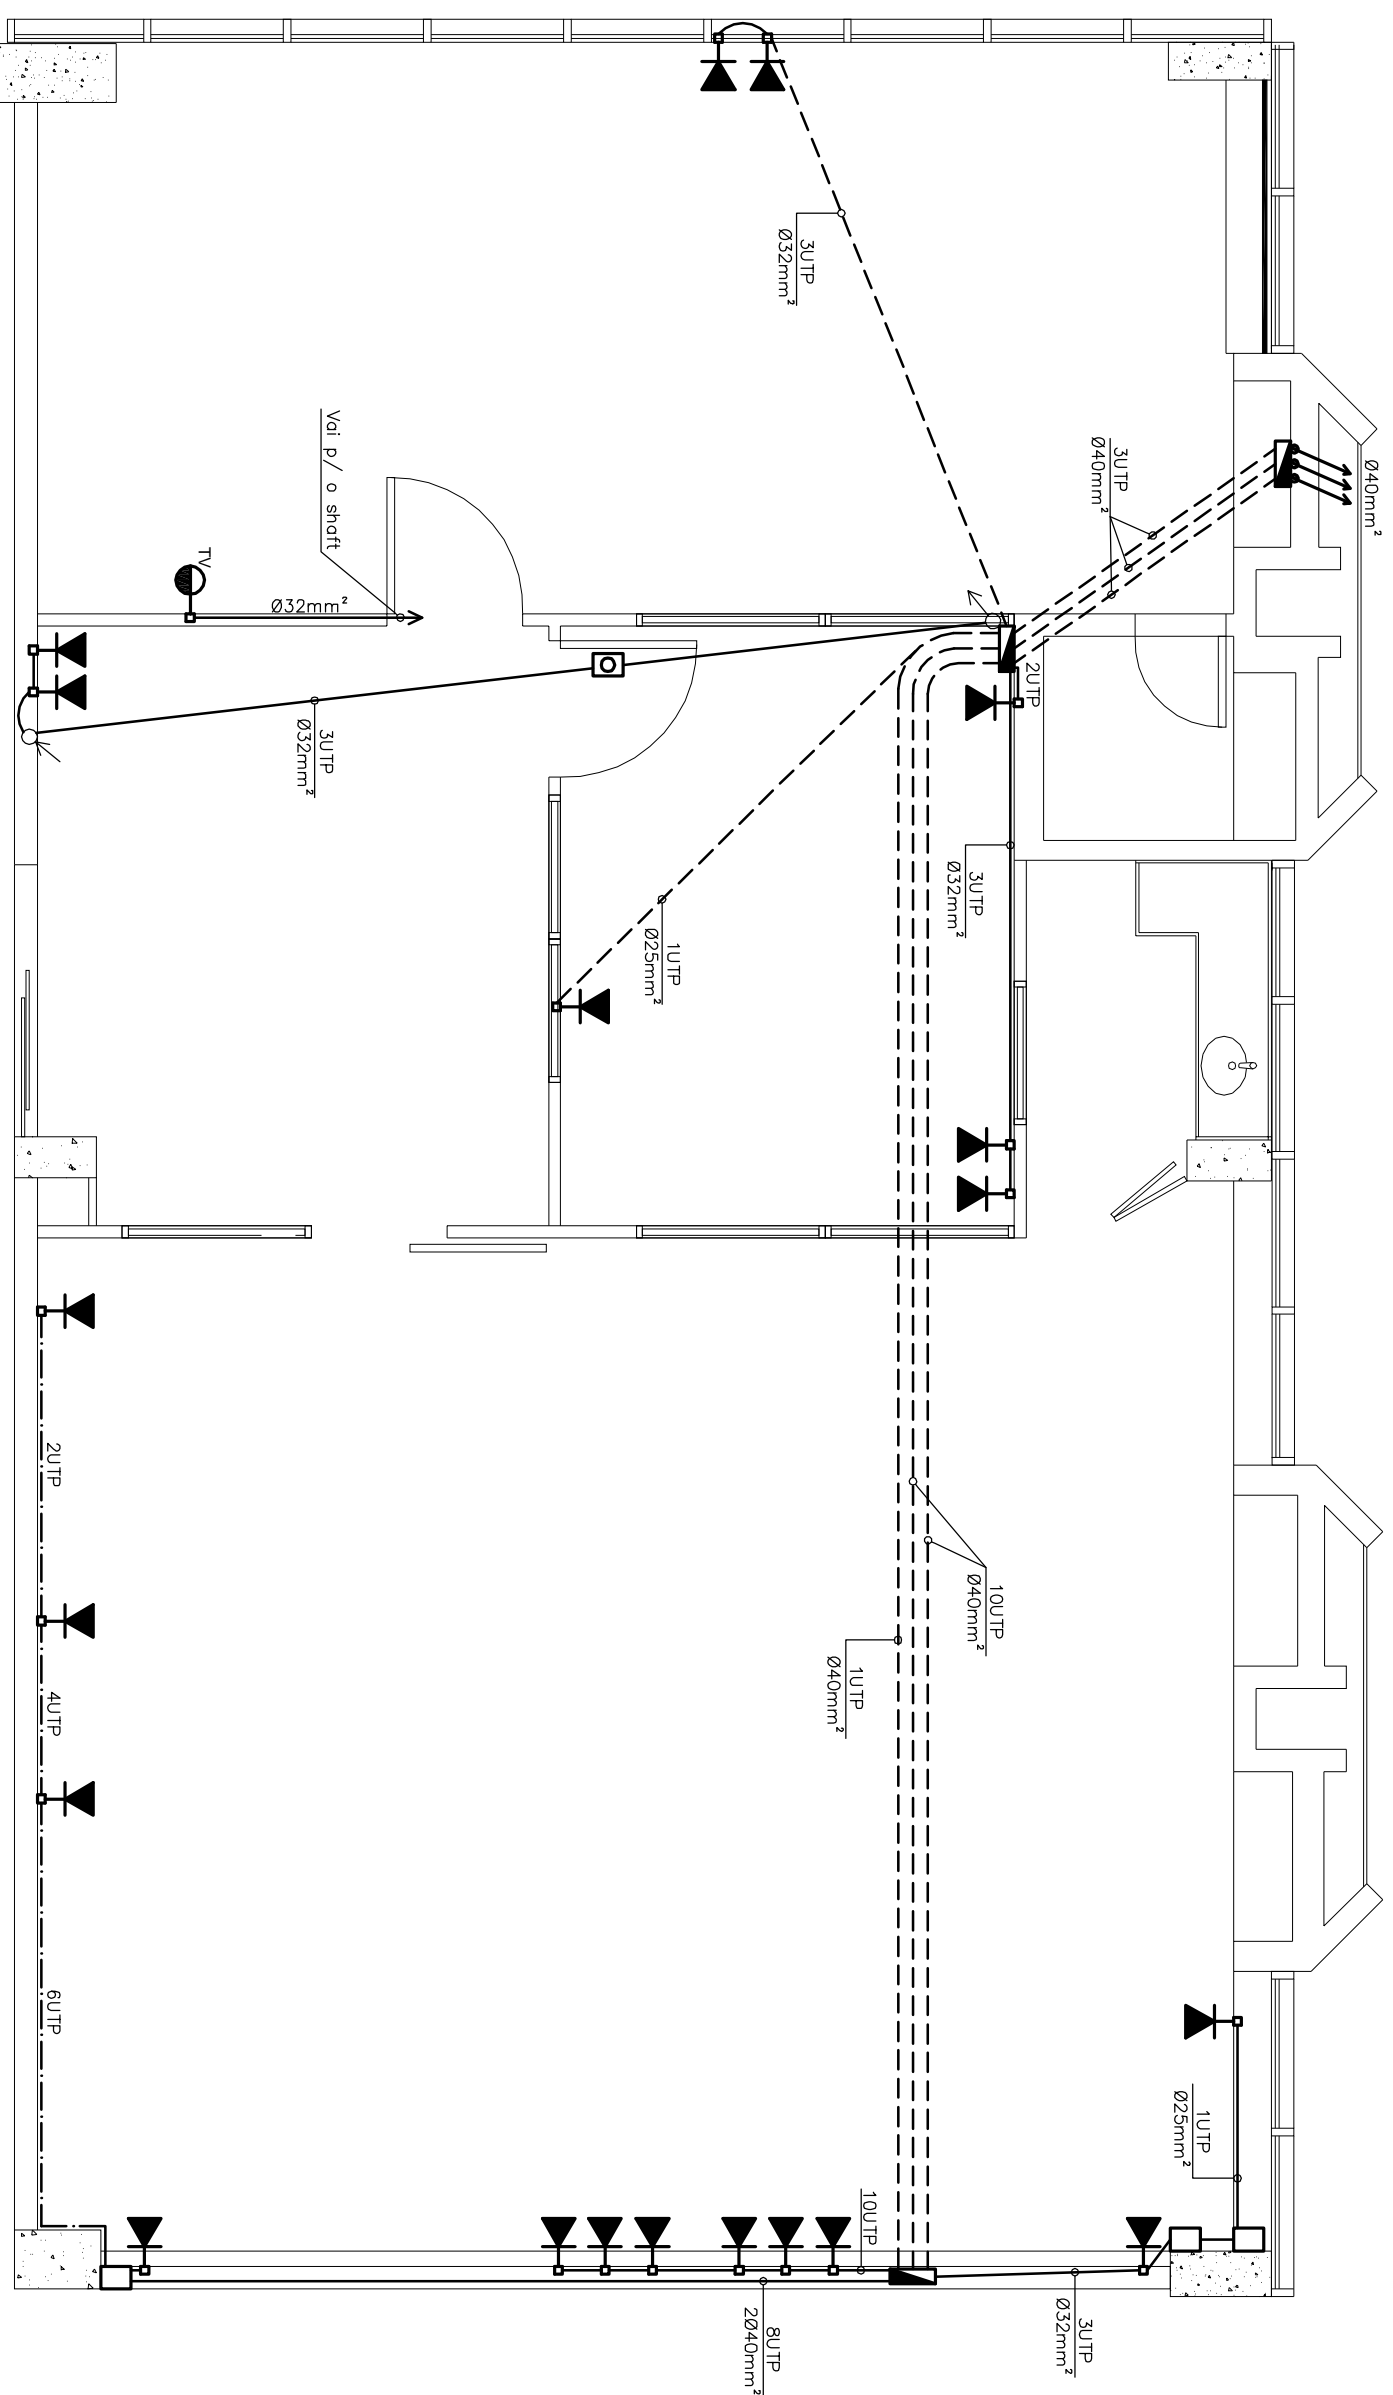 Ø40mm²
3UTP
Ø40mm²
3UTP
Ø32mm²
Vai p/ o shaft
TV
Ø32mm²
2UTP
3UTP
Ø32mm²
3UTP
Ø32mm²
1UTP
Ø25mm²
2UTP
10UTP
Ø40mm²
1UTP
Ø40mm²
4UTP
6UTP
1UTP
Ø25mm²
10UTP
3UTP
Ø32mm²
8UTP
2Ø40mm²